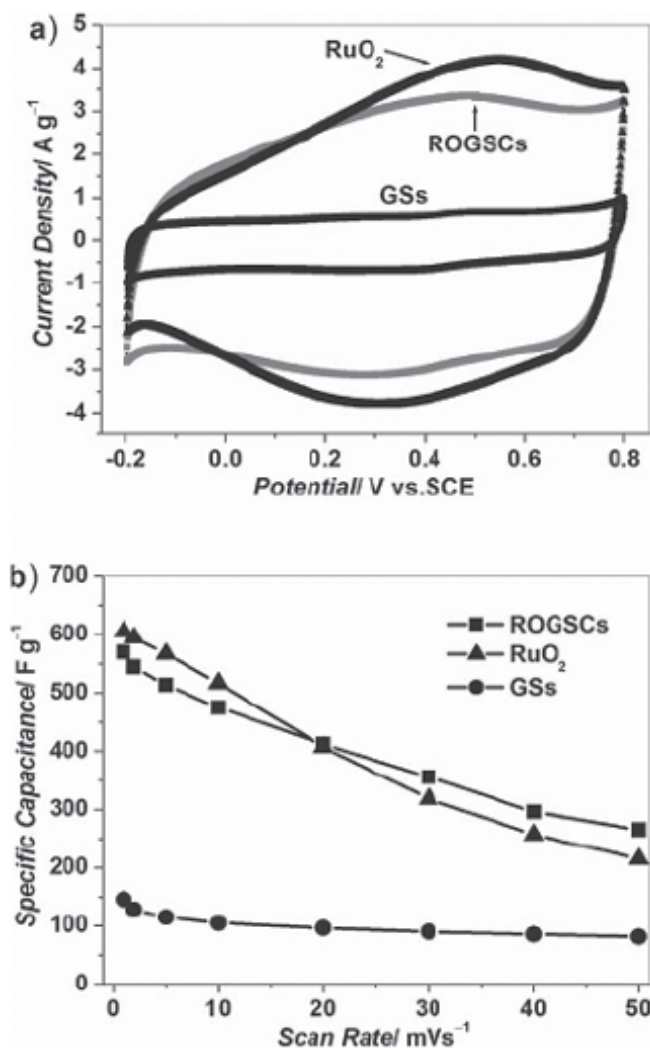 a)
5
4
3
2
1
0
-1
-2
-3
-4
Current Density/ A g⁻¹
RuO₂
ROGSCs
GSs
-0.2 0.0 0.2 0.4 0.6 0.8
Potential/ V vs.SCE
b)
700
600
500
400
300
200
100
0
Specific Capacitance/ F g⁻¹
ROGSCs
RuO₂
GSs
0 10 20 30 40 50
Scan Rate/ mVs⁻¹